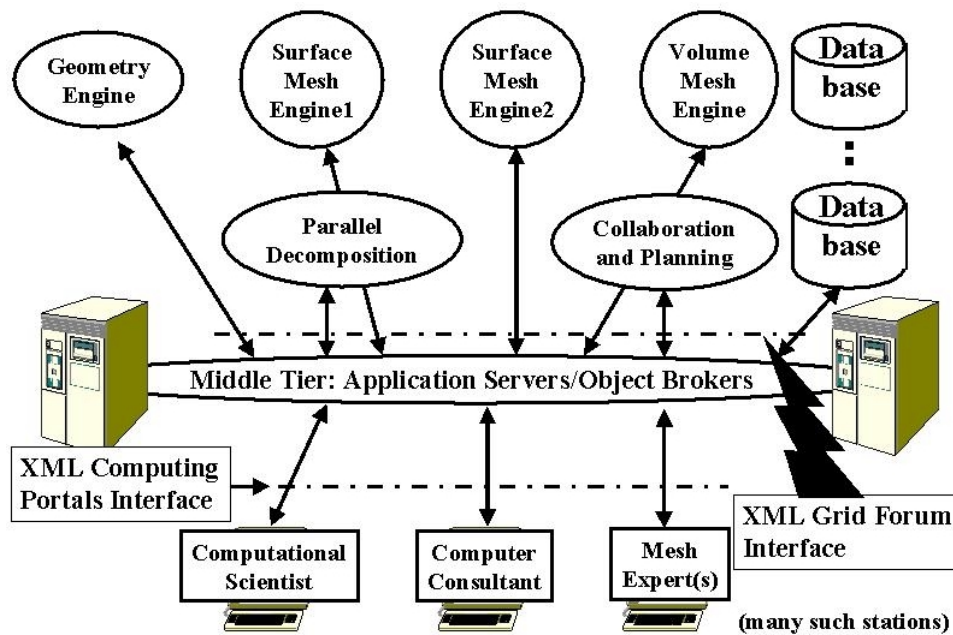 Geometry
Engine
Surface
Mesh
Engine1
Surface
Mesh
Engine2
Volume
Mesh
Engine
Data
base
Parallel
Decomposition
Collaboration
and Planning
Data
base
Middle Tier: Application Servers/Object Brokers
XML Computing
Portals Interface
XML Grid Forum
Interface
Computational
Scientist
Computer
Consultant
Mesh
Expert(s)
(many such stations)